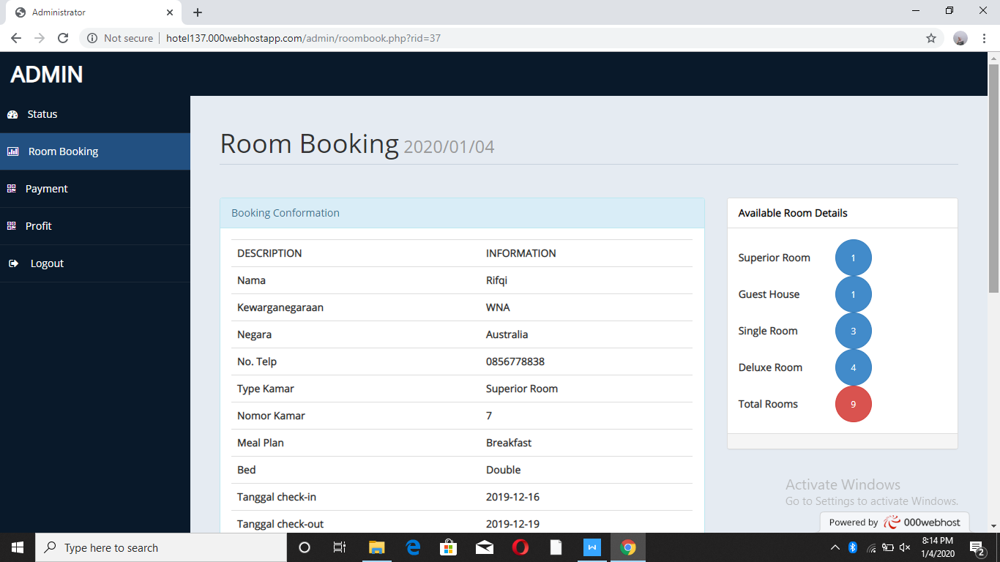 Administrator
Not secure
hotel137.000webhostapp.com/admin/roombook.php?rid=37
ADMIN
Status
Room Booking
Payment
Profit
Logout
Room Booking 2020/01/04
Booking Conformation
DESCRIPTION INFORMATION
Nama Rifqi
Kewarganegaraan WNA
Negara Australia
No. Telp 0856778838
Type Kamar Superior Room
Nomor Kamar 7
Meal Plan Breakfast
Bed Double
Tanggal check-in 2019-12-16
Tanggal check-out 2019-12-19
Available Room Details
Superior Room 1
Guest House 1
Single Room 3
Deluxe Room 4
Total Rooms 9
Activate Windows
Go to Settings to activate Windows.
Powered by 000webhost
Type here to search
W
8:14 PM
1/4/2020
2